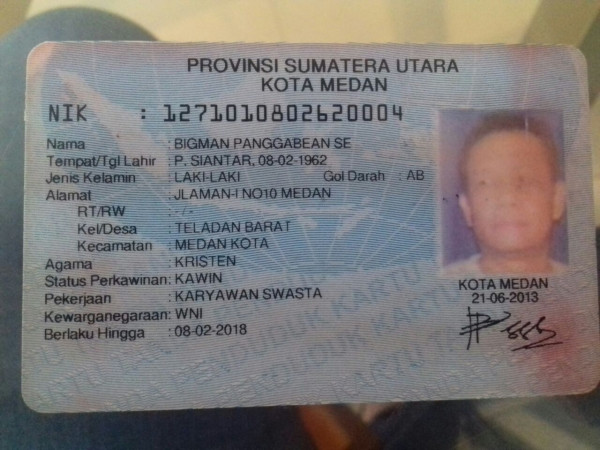 PROVINSI SUMATERA UTARA
KOTA MEDAN
NIK : 1271010802620004
Nama : BIGMAN PANGGABEAN SE
Tempat/Tgl Lahir : P. SIANTAR, 08-02-1962
Jenis Kelamin : LAKI-LAKI Gol Darah : AB
Alamat : JLAMAN-I NO10 MEDAN
RT/RW : -/-
Kel/Desa : TELADAN BARAT
Kecamatan : MEDAN KOTA
Agama : KRISTEN
Status Perkawinan: KAWIN
Pekerjaan : KARYAWAN SWASTA
Kewarganegaraan: WNI
Berlaku Hingga : 08-02-2018
KOTA MEDAN
21-06-2013